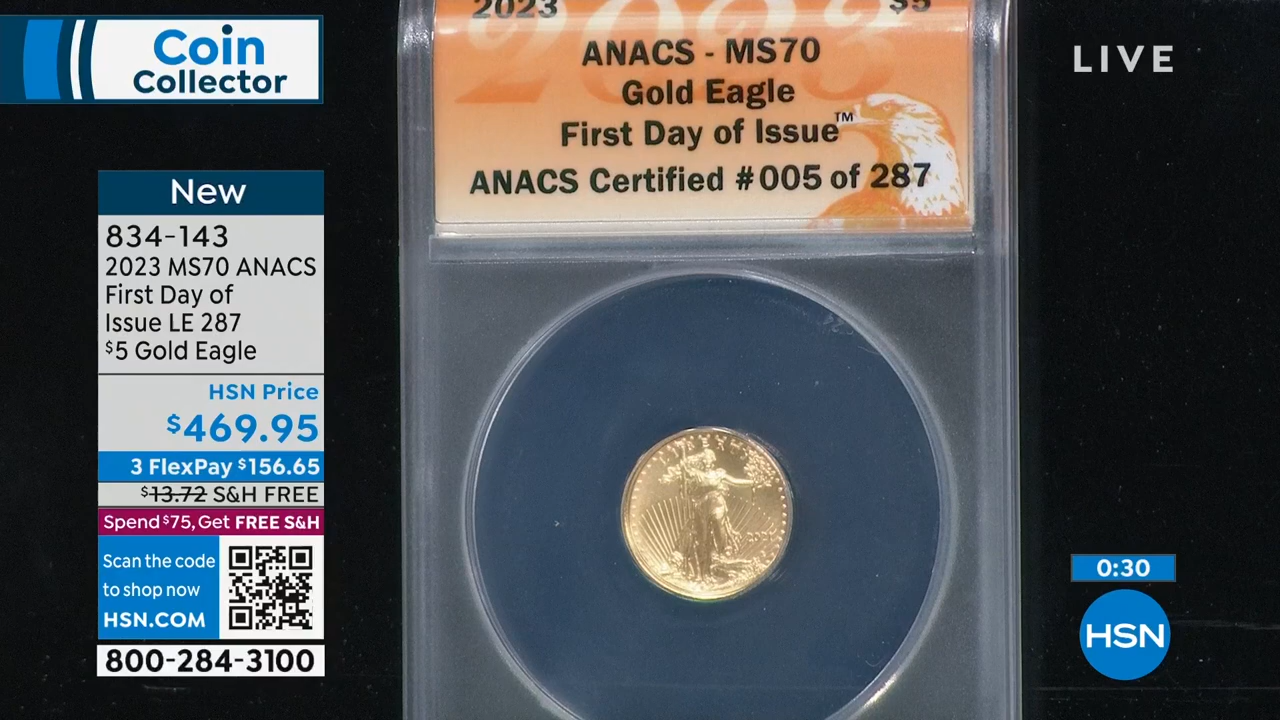 Coin
Collector
New
834-143
2023 MS70 ANACS
First Day of
Issue LE 287
$5 Gold Eagle
HSN Price
$469.95
3 FlexPay $156.65
$13.72 S&H FREE
Spend $75, Get FREE S&H
Scan the code
to shop now
HSN.COM
800-284-3100
2023 $5
ANACS - MS70
Gold Eagle
First Day of Issue™
ANACS Certified #005 of 287
LIVE
0:30
HSN